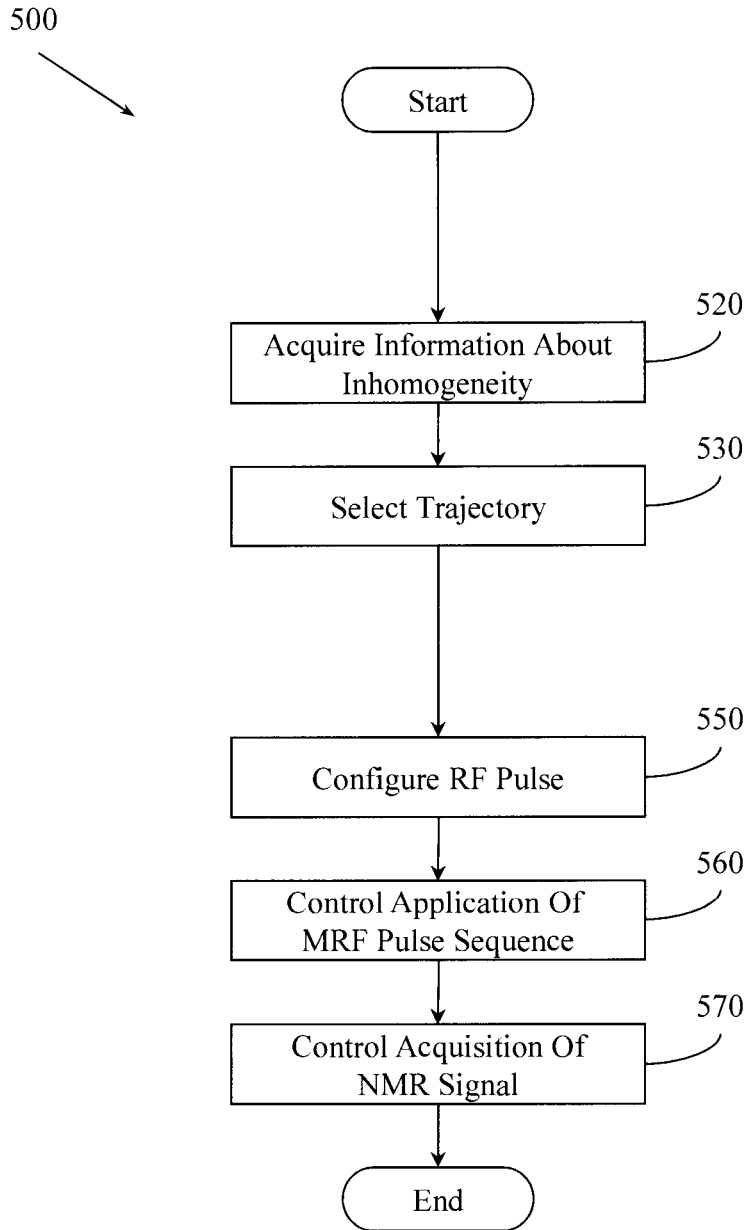 500
Start
520
Acquire Information About
Inhomogeneity
530
Select Trajectory
550
Configure RF Pulse
560
Control Application Of
MRF Pulse Sequence
570
Control Acquisition Of
NMR Signal
End